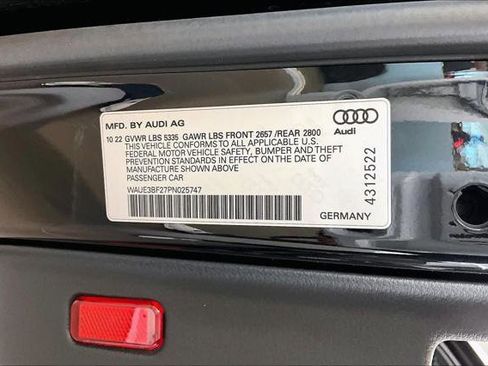 MFD. BY AUDI AG
10 22 GVWR LBS 5335 GAWR LBS FRONT 2657 /REAR 2800
THIS VEHICLE CONFORMS TO ALL APPLICABLE U.S.
FEDERAL MOTOR VEHICLE SAFETY, BUMPER AND THEFT
PREVENTION STANDARDS IN EFFECT ON THE DATE OF
MANUFACTURE SHOWN ABOVE
PASSENGER CAR
WAUE3BF27PN025747
Audi
4312522
GERMANY